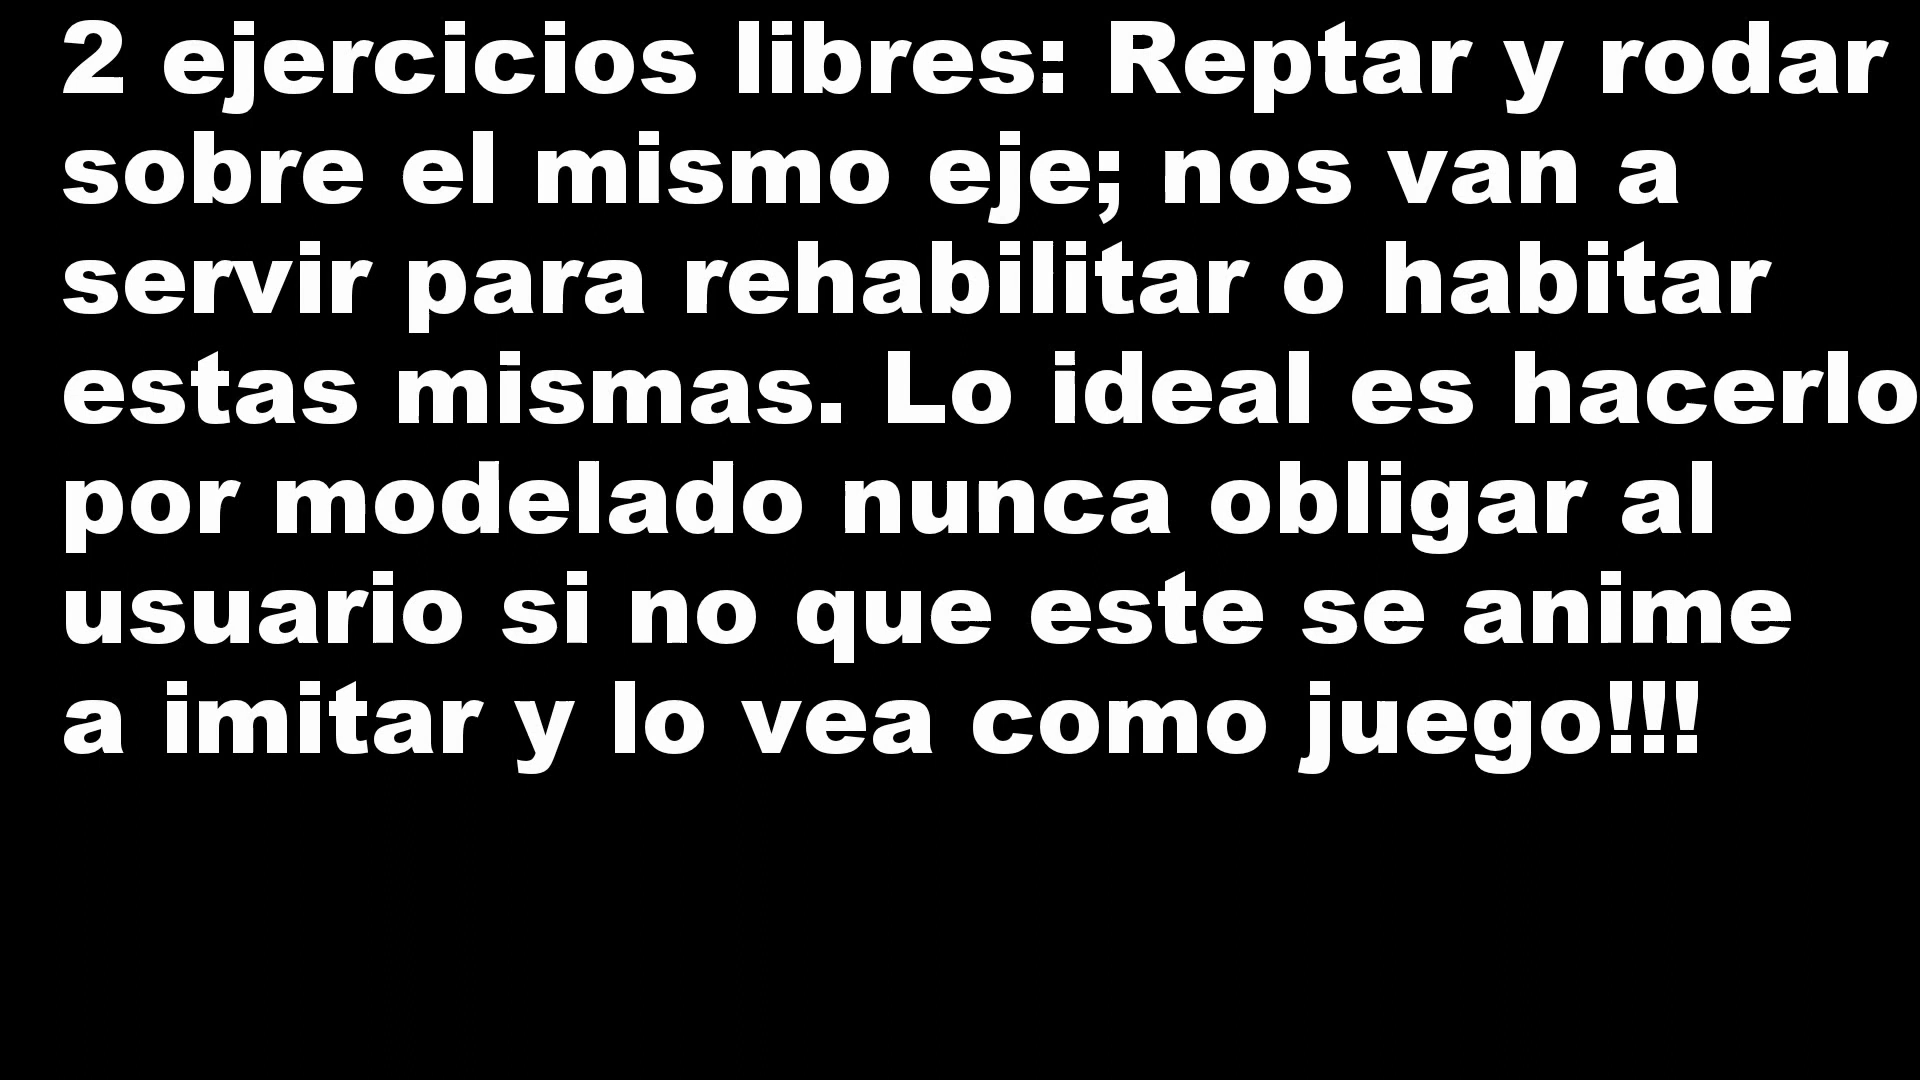 2 ejercicios libres: Reptar y rodar
sobre el mismo eje; nos van a
servir para rehabilitar o habitar
estas mismas. Lo ideal es hacerlo
por modelado nunca obligar al
usuario si no que este se anime
a imitar y lo vea como juego!!!